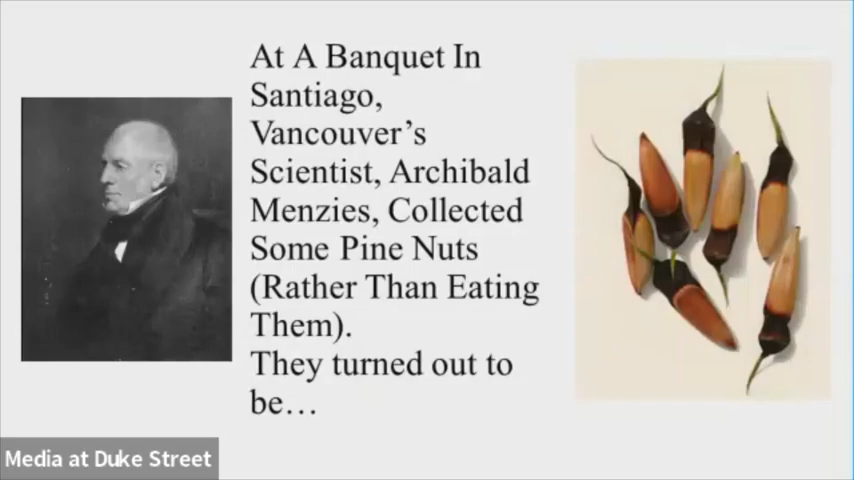 At A Banquet In
Santiago,
Vancouver's
Scientist, Archibald
Menzies, Collected
Some Pine Nuts
(Rather Than Eating
Them).
They turned out to
be…
Media at Duke Street